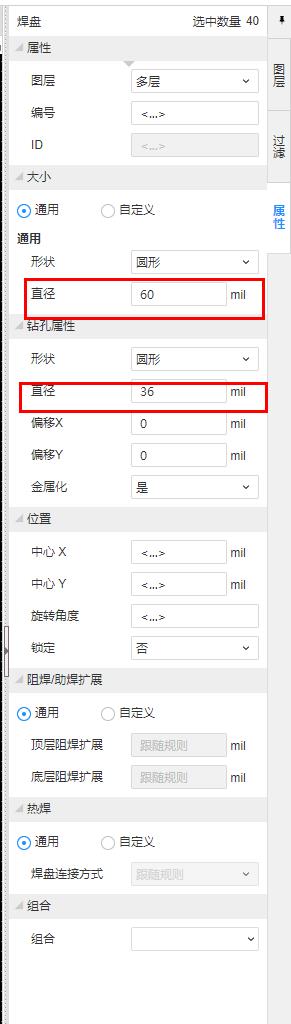 焊盘 选中数量 40
属性
图层 多层
编号 <...>
ID <...>
大小
通用 自定义
通用
形状 圆形
直径 60 mil
钻孔属性
形状 圆形
直径 36 mil
偏移X 0 mil
偏移Y 0 mil
金属化 是
位置
中心 X <...> mil
中心 Y <...> mil
旋转角度 <...>
锁定 否
阻焊/助焊扩展
通用 自定义
顶层阻焊扩展 跟随规则 mil
底层阻焊扩展 跟随规则 mil
热焊
通用 自定义
焊盘连接方式 跟随规则
组合
组合
图层
过滤
属性